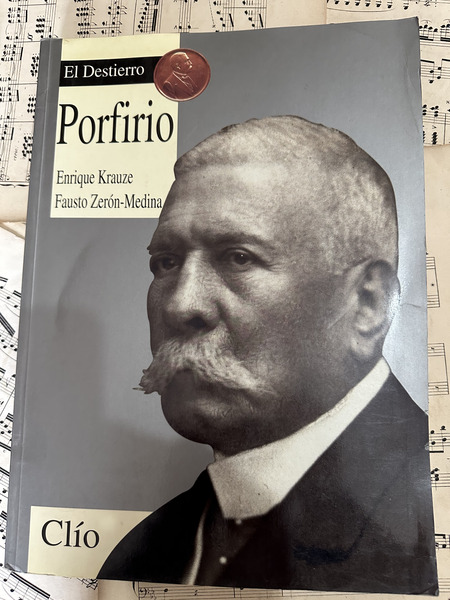 El Destierro
Porfirio
Enrique Krauze
Fausto Zerón-Medina
Clío